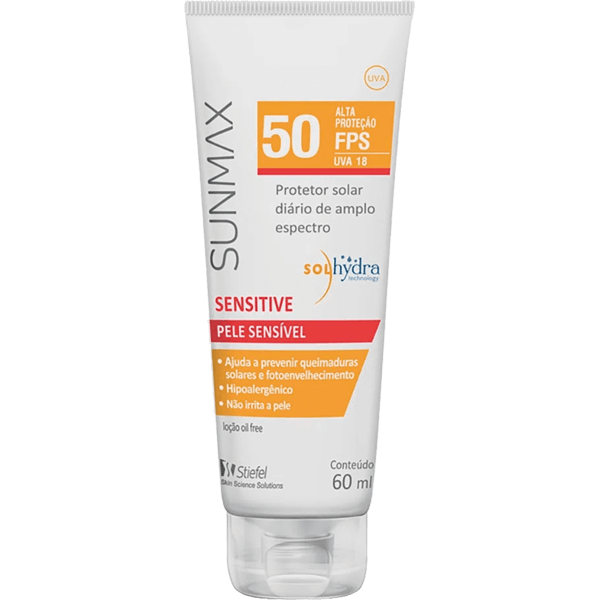 SUNMAX
UVA
50
ALTA
PROTEÇÃO
FPS
UVA 18
Protetor solar
diário de amplo
espectro
SOLhydra
technology
SENSITIVE
PELE SENSÍVEL
• Ajuda a prevenir queimaduras
solares e fotoenvelhecimento
• Hipoalergênico
• Não irrita a pele
loção oil free
Stiefel
Skin Science Solutions
Conteúdo
60 ml